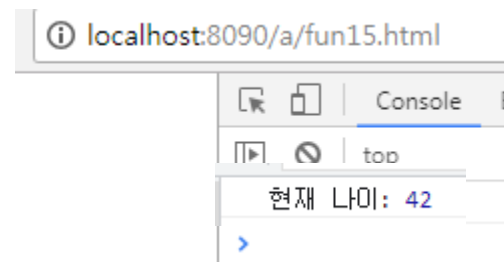 localhost:8090/a/fun15.html
Console
top
현재 나이: 42